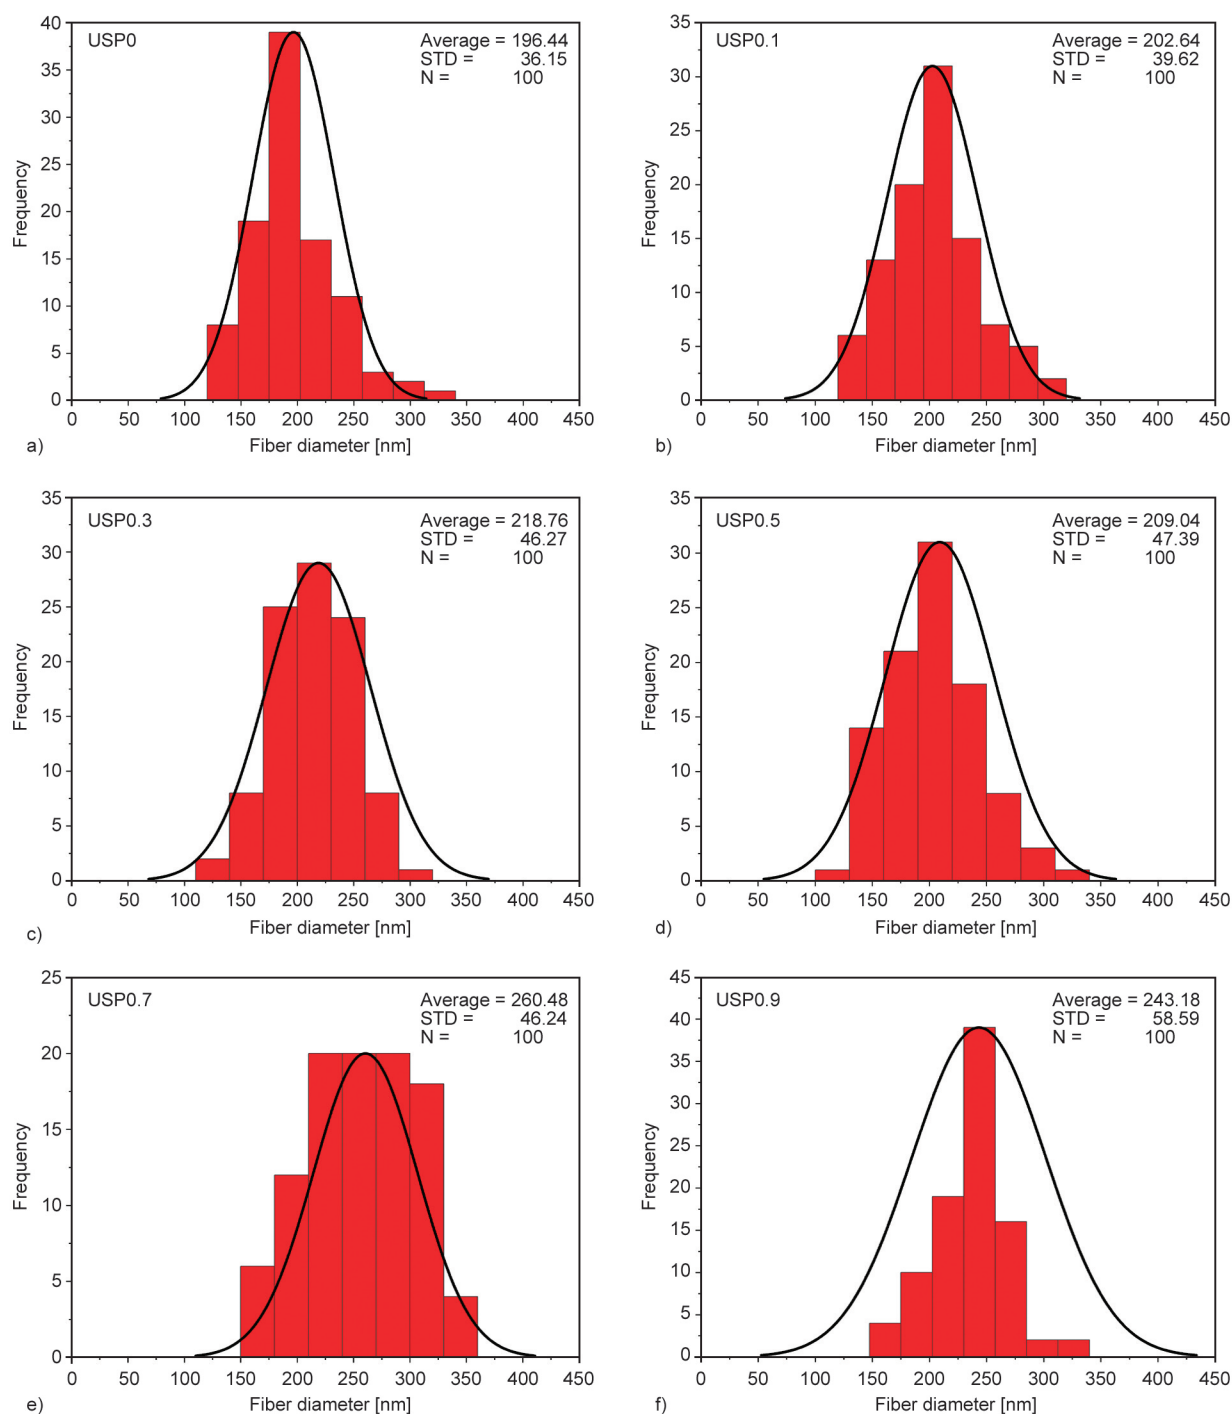 USP0
Average = 196.44
STD = 36.15
N = 100
40
35
30
25
20
15
10
5
0
Frequency
0 50 100 150 200 250 300 350 400 450
Fiber diameter [nm]
a)
USP0.1
Average = 202.64
STD = 39.62
N = 100
35
30
25
20
15
10
5
0
Frequency
0 50 100 150 200 250 300 350 400 450
Fiber diameter [nm]
b)
USP0.3
Average = 218.76
STD = 46.27
N = 100
35
30
25
20
15
10
5
0
Frequency
0 50 100 150 200 250 300 350 400 450
Fiber diameter [nm]
c)
USP0.5
Average = 209.04
STD = 47.39
N = 100
35
30
25
20
15
10
5
0
Frequency
0 50 100 150 200 250 300 350 400 450
Fiber diameter [nm]
d)
USP0.7
Average = 260.48
STD = 46.24
N = 100
25
20
15
10
5
0
Frequency
0 50 100 150 200 250 300 350 400 450
Fiber diameter [nm]
e)
USP0.9
Average = 243.18
STD = 58.59
N = 100
45
40
35
30
25
20
15
10
5
0
Frequency
0 50 100 150 200 250 300 350 400 450
Fiber diameter [nm]
f)